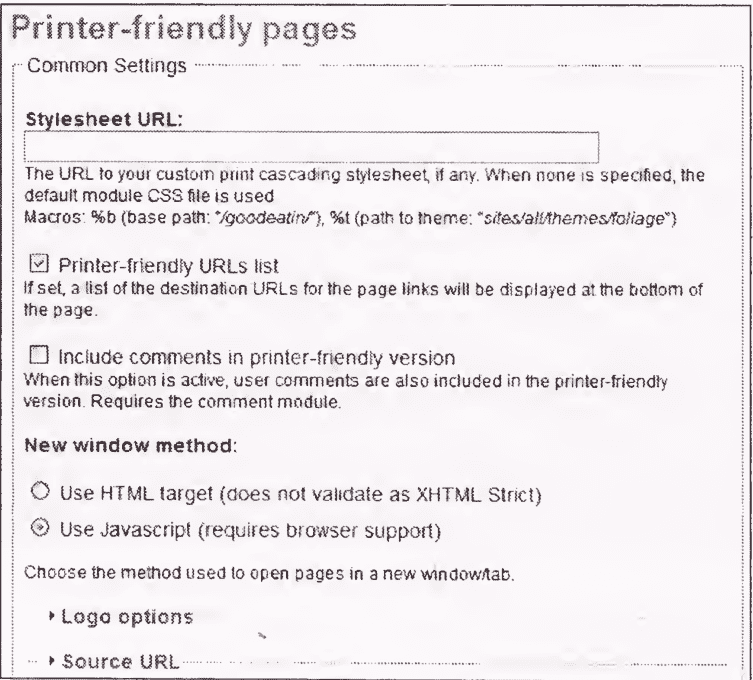 Printer-friendly pages
Common Settings
Stylesheet URL:
The URL to your custom print cascading stylesheet, if any. When none is specified, the
default module CSS file is used
Macros: %b (base path: "/goodeatin/"), %t (path to theme: "sites/all/themes/foliage")
Printer-friendly URLs list
If set, a list of the destination URLs for the page links will be displayed at the bottom of
the page.
Include comments in printer-friendly version
When this option is active, user comments are also included in the printer-friendly
version. Requires the comment module.
New window method:
Use HTML target (does not validate as XHTML Strict)
Use Javascript (requires browser support)
Choose the method used to open pages in a new window/tab.
Logo options
Source URL